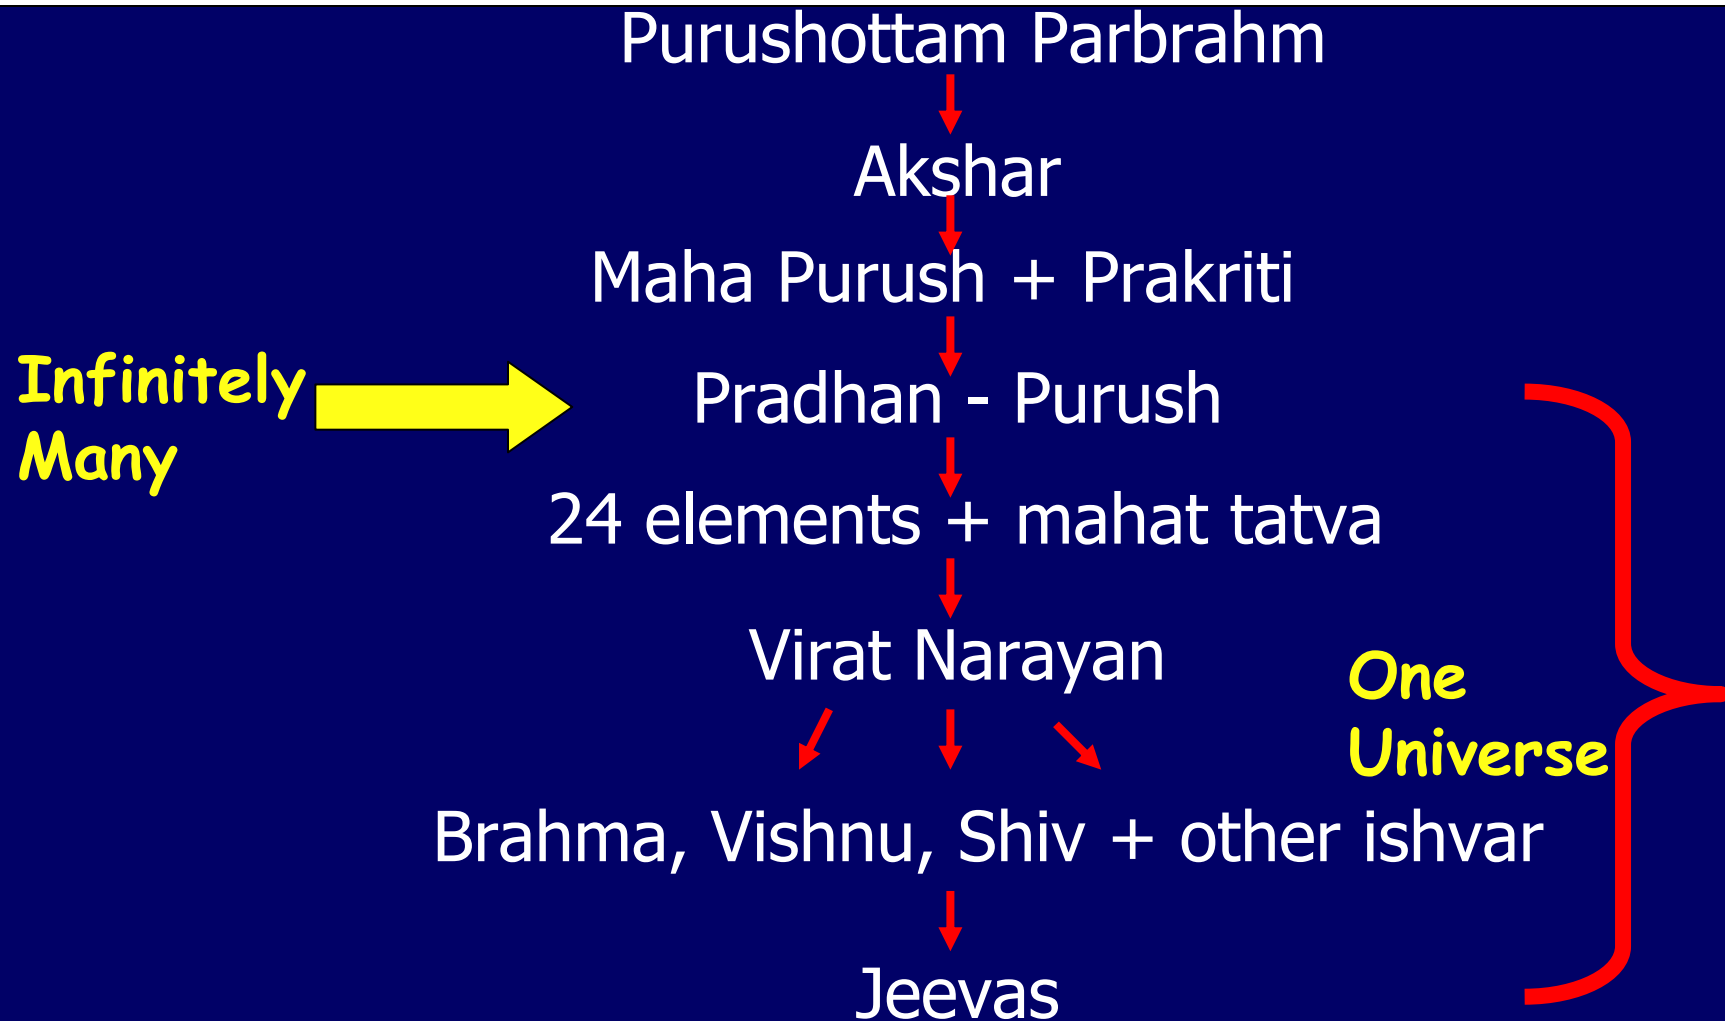 Purushottam Parbrahm
Akshar
Maha Purush + Prakriti
Infinitely
Many
Pradhan - Purush
24 elements + mahat tatva
Virat Narayan
One
Universe
Brahma, Vishnu, Shiv + other ishvar
Jeevas